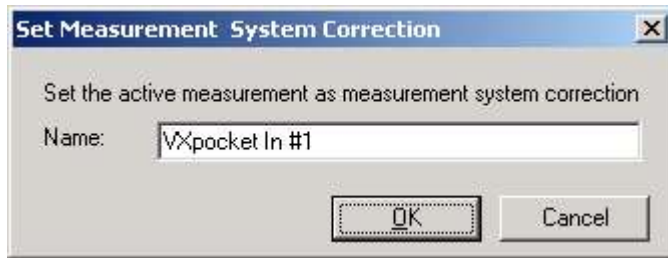 Set Measurement  System Correction
Set the active measurement as measurement system correction
Name: VXpocket In #1
OK Cancel